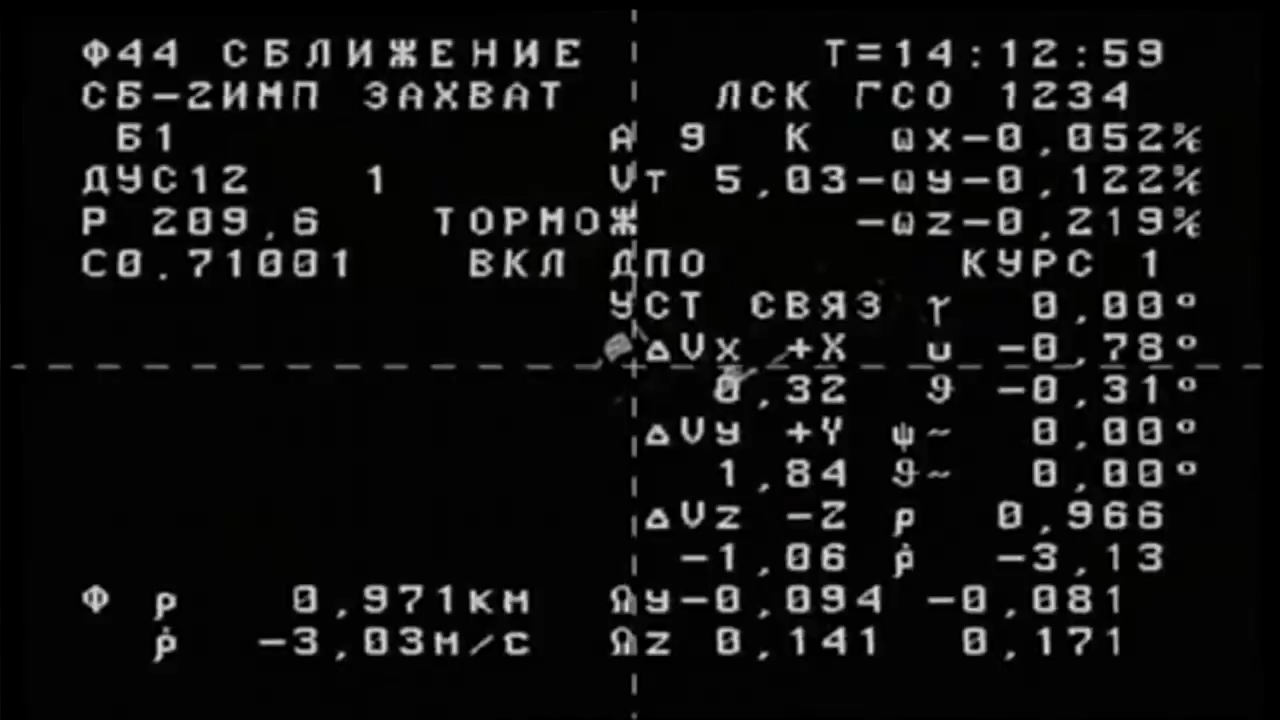 Ф44 СБЛИЖЕНИЕ T=14:12:59
СБ-2ИМП ЗАХВАТ ЛСК ГСО 1234
Б1 А 9 К ωx-0,052°/c
ДУС12 1 Vт 5,03-ωy-0,122°/c
Р 209,6 ТОРМОЖ -ωz-0,219°/c
С0.71001 ВКЛ ДПО КУРС 1
УСТ СВЯЗ γ 0,00°
ΔVx +X u -0,78°
0,32 ϑ -0,31°
ΔVy +Y ψ~ 0,00°
1,84 ϑ~ 0,00°
ΔVz -Z ρ 0,966
-1,06 ρ̇ -3,13
Ф ρ 0,971км Ωy-0,094 -0,081
ρ̇ -3,03м/с Ωz 0,141 0,171